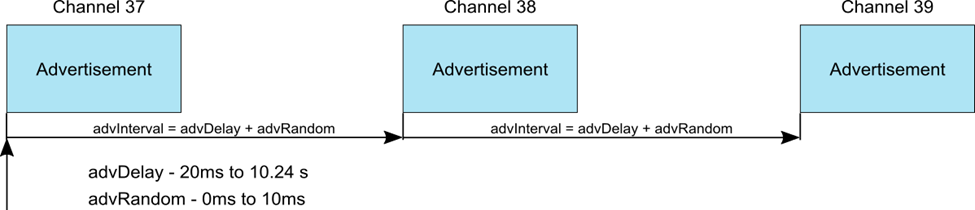 Channel 37
Channel 38
Channel 39
Advertisement
Advertisement
Advertisement
advInterval = advDelay + advRandom
advInterval = advDelay + advRandom
advDelay - 20ms to 10.24 s
advRandom - 0ms to 10ms